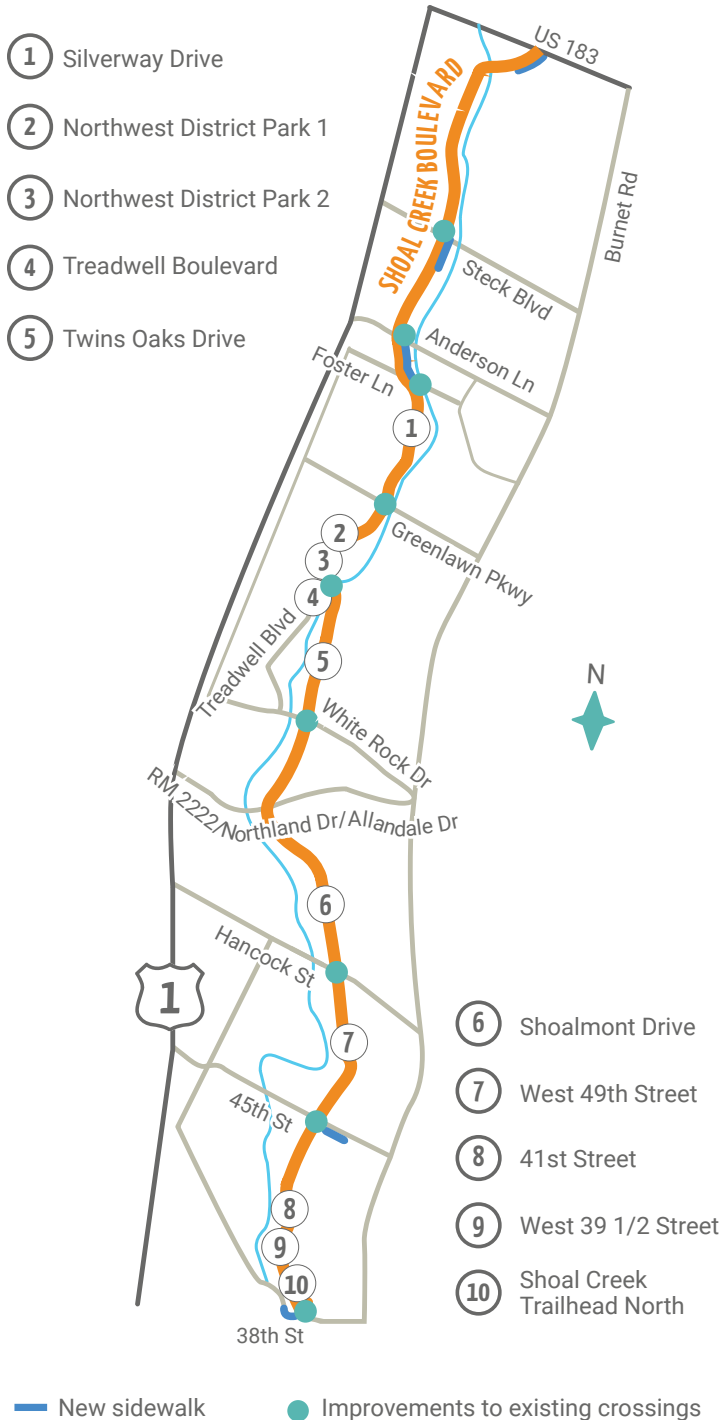 1 Silverway Drive
2 Northwest District Park 1
3 Northwest District Park 2
4 Treadwell Boulevard
5 Twins Oaks Drive
US 183
SHOAL CREEK BOULEVARD
Burnet Rd
Steck Blvd
Anderson Ln
Foster Ln
1
2
Greenlawn Pkwy
3
4
Treadwell Blvd
5
N
White Rock Dr
RM 2222/Northland Dr/Allandale Dr
6
Hancock St
1
7
45th St
8
9
10
38th St
6 Shoalmont Drive
7 West 49th Street
8 41st Street
9 West 39 1/2 Street
10 Shoal Creek
Trailhead North
New sidewalk
Improvements to existing crossings